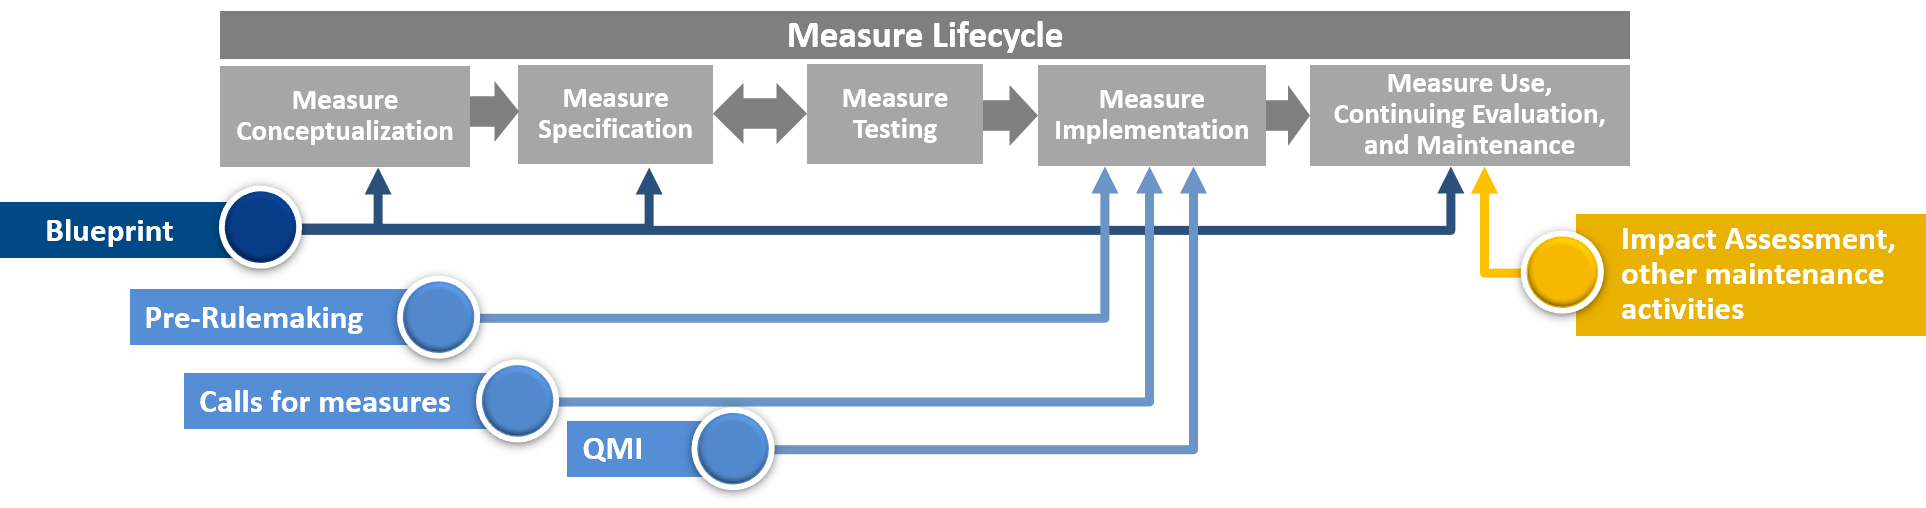 Measure Lifecycle
Measure
Conceptualization
Measure
Specification
Measure
Testing
Measure
Implementation
Measure Use,
Continuing Evaluation,
and Maintenance
Blueprint
Impact Assessment,
other maintenance
activities
Pre-Rulemaking
Calls for measures
QMI